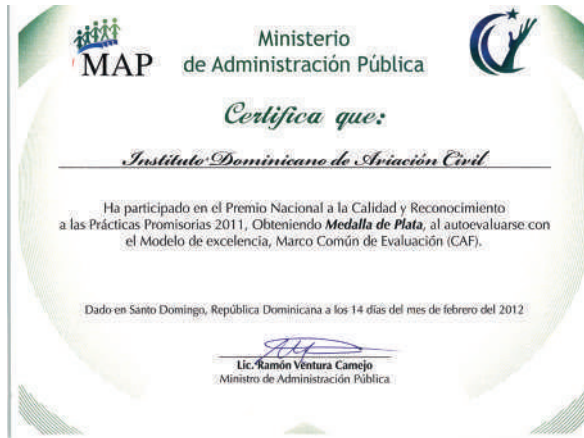 MAP
Ministerio
de Administración Pública
Certifica que:
Instituto Dominicano de Aviación Civil
Ha participado en el Premio Nacional a la Calidad y Reconocimiento
a las Prácticas Promisorias 2011, Obteniendo Medalla de Plata, al autoevaluarse con
el Modelo de excelencia, Marco Común de Evaluación (CAF).
Dado en Santo Domingo, República Dominicana a los 14 días del mes de febrero del 2012
Lic. Ramón Ventura Camejo
Ministro de Administración Pública